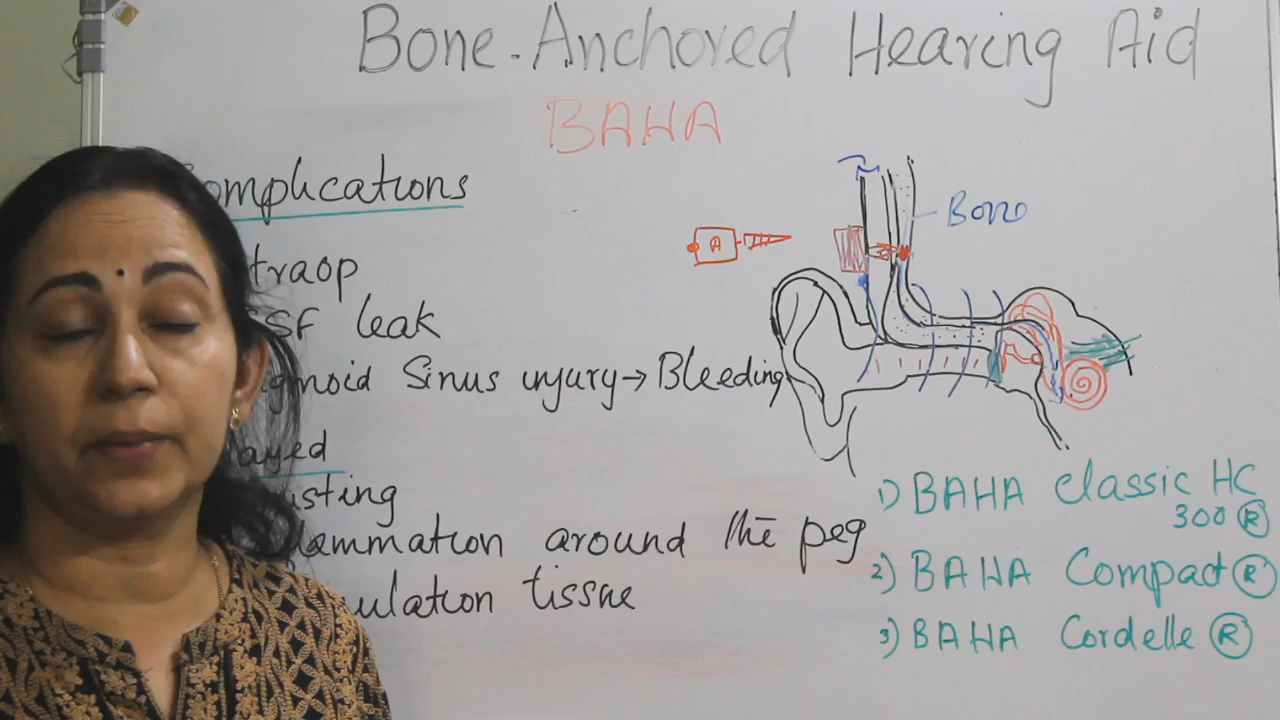 Bone-Anchored Hearing Aid
BAHA
omplications
traop
SF leak
gmoid Sinus injury→Bleeding
ayed
usting
lammation around the peg
ulation tissue
A
Bone
1) BAHA Classic HC
300 ®
2) BAHA Compact ®
3) BAHA Cordelle ®